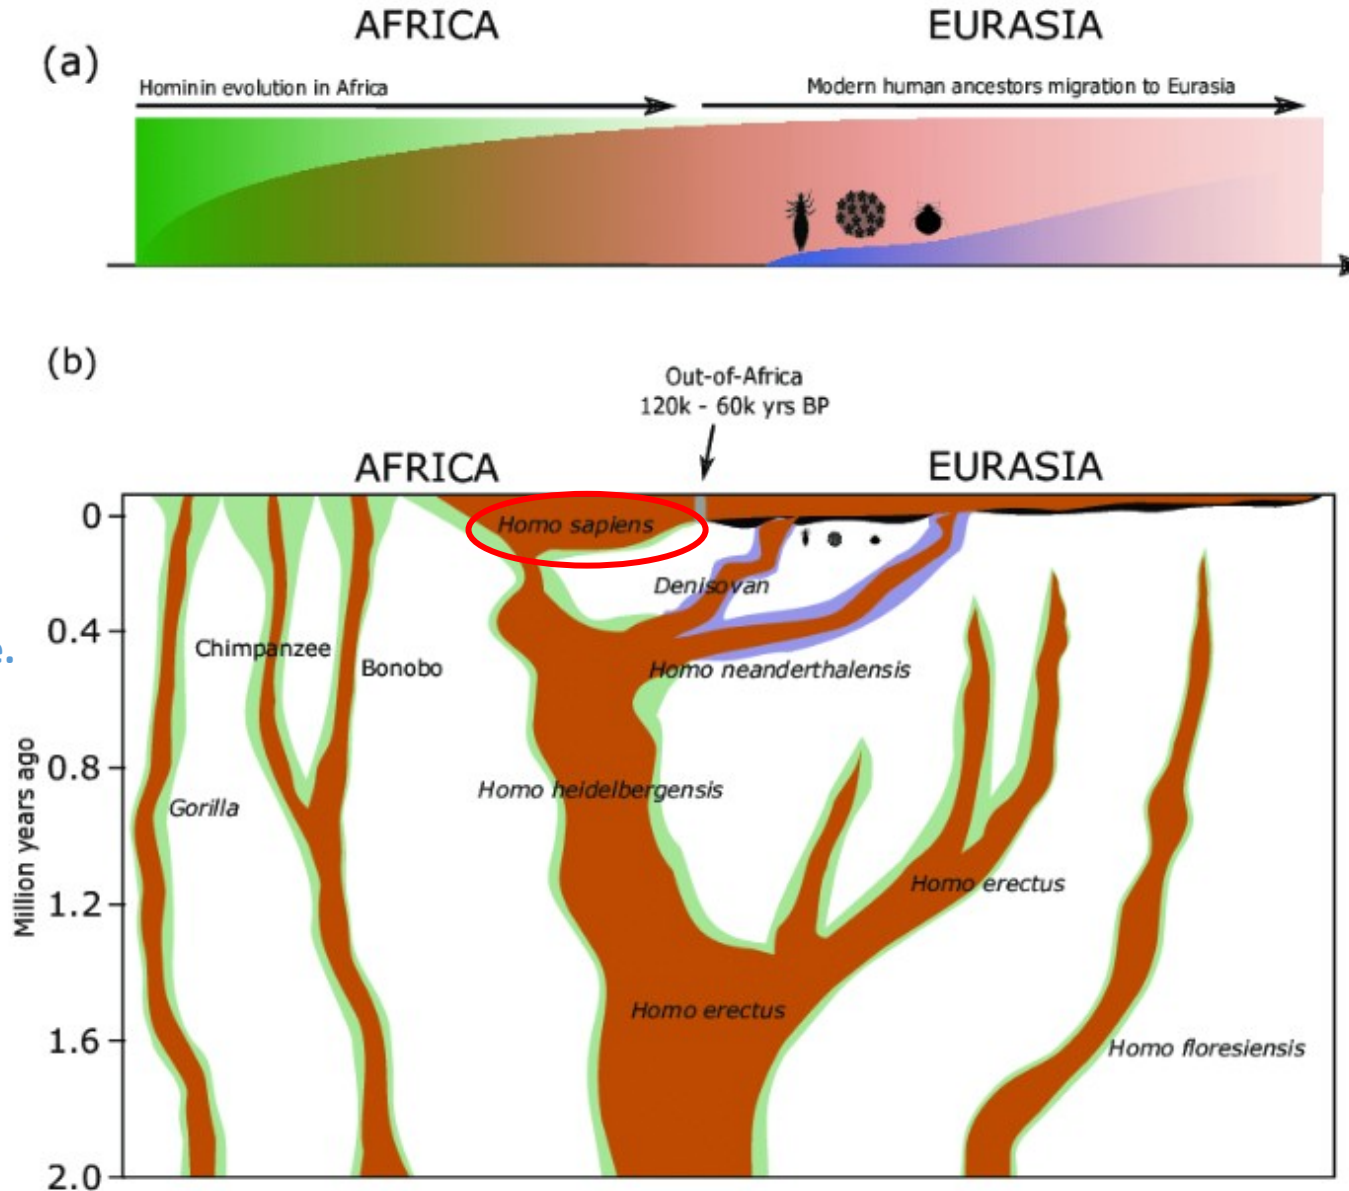 AFRICA
EURASIA
(a)
Hominin evolution in Africa
Modern human ancestors migration to Eurasia
(b)
Out-of-Africa
120k - 60k yrs BP
AFRICA
EURASIA
0
Homo sapiens
Denisovan
0.4
e.
Chimpanzee
Bonobo
Homo neanderthalensis
0.8
Homo heidelbergensis
Gorilla
Million years ago
1.2
Homo erectus
Homo erectus
1.6
Homo floresiensis
2.0